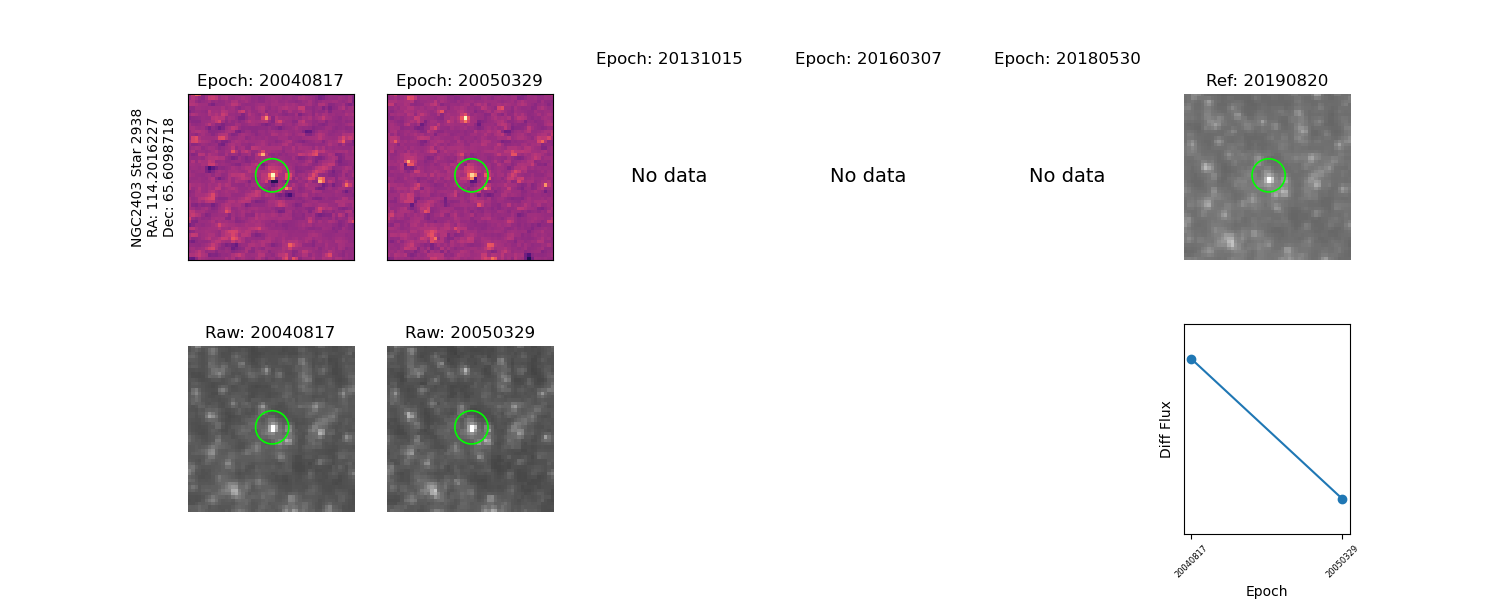 Epoch: 20040817
Epoch: 20050329
Epoch: 20131015
Epoch: 20160307
Epoch: 20180530
Ref: 20190820
NGC2403 Star 2938
RA: 114.2016227
Dec: 65.6098718
No data
No data
No data
Raw: 20040817
Raw: 20050329
Diff Flux
20040817
20050329
Epoch